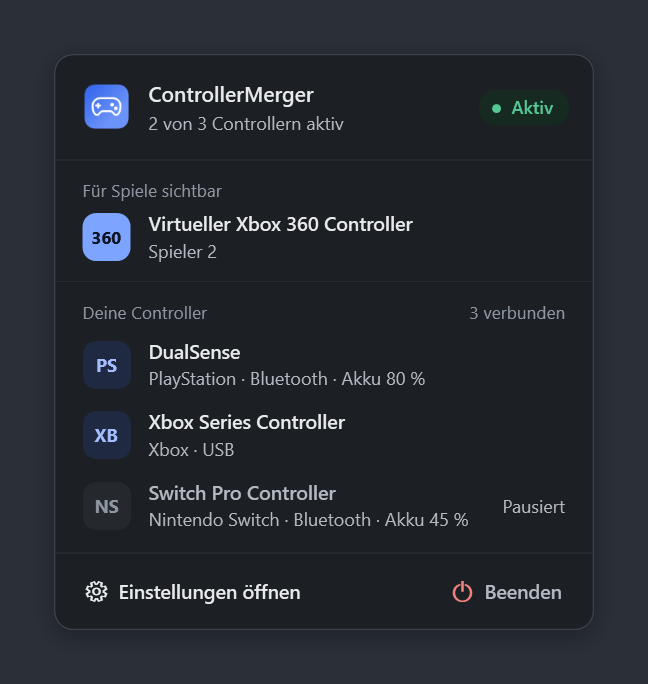 ControllerMerger
2 von 3 Controllern aktiv
Aktiv
Für Spiele sichtbar
360
Virtueller Xbox 360 Controller
Spieler 2
Deine Controller
3 verbunden
PS
DualSense
PlayStation · Bluetooth · Akku 80 %
XB
Xbox Series Controller
Xbox · USB
NS
Switch Pro Controller
Nintendo Switch · Bluetooth · Akku 45 %
Pausiert
Einstellungen öffnen
Beenden